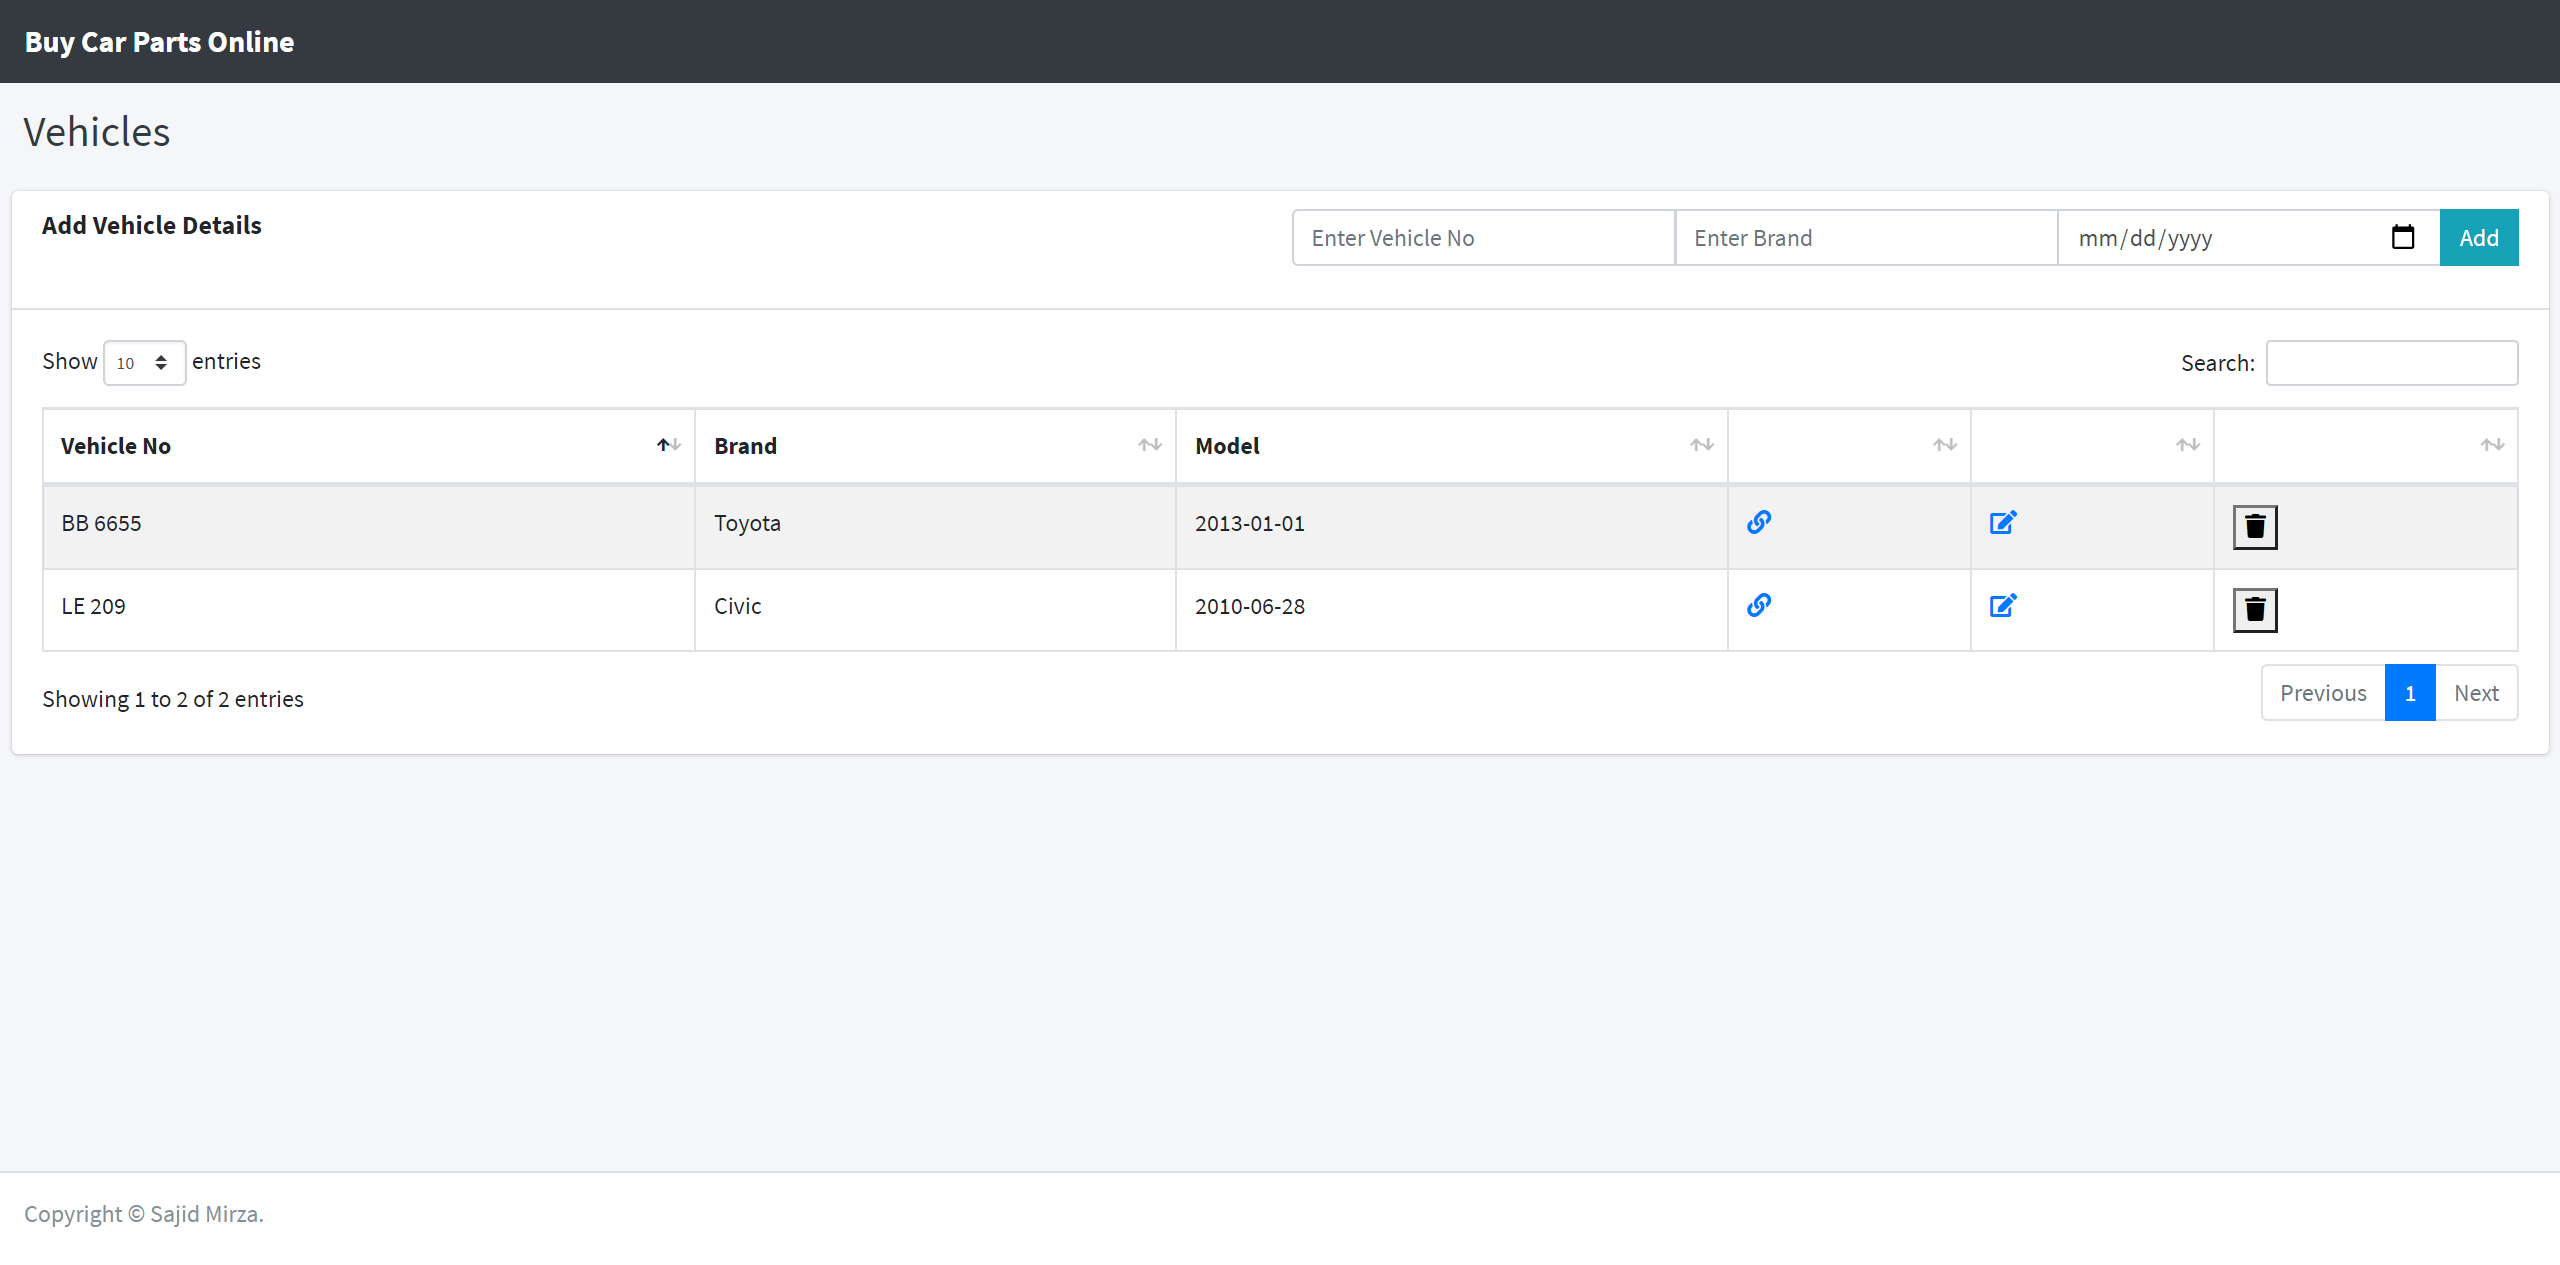 Buy Car Parts Online
Vehicles
Add Vehicle Details
Enter Vehicle No Enter Brand mm/dd/yyyy Add
Show 10 entries Search:
Vehicle No Brand Model
BB 6655 Toyota 2013-01-01
LE 209 Civic 2010-06-28
Showing 1 to 2 of 2 entries Previous 1 Next
Copyright © Sajid Mirza.